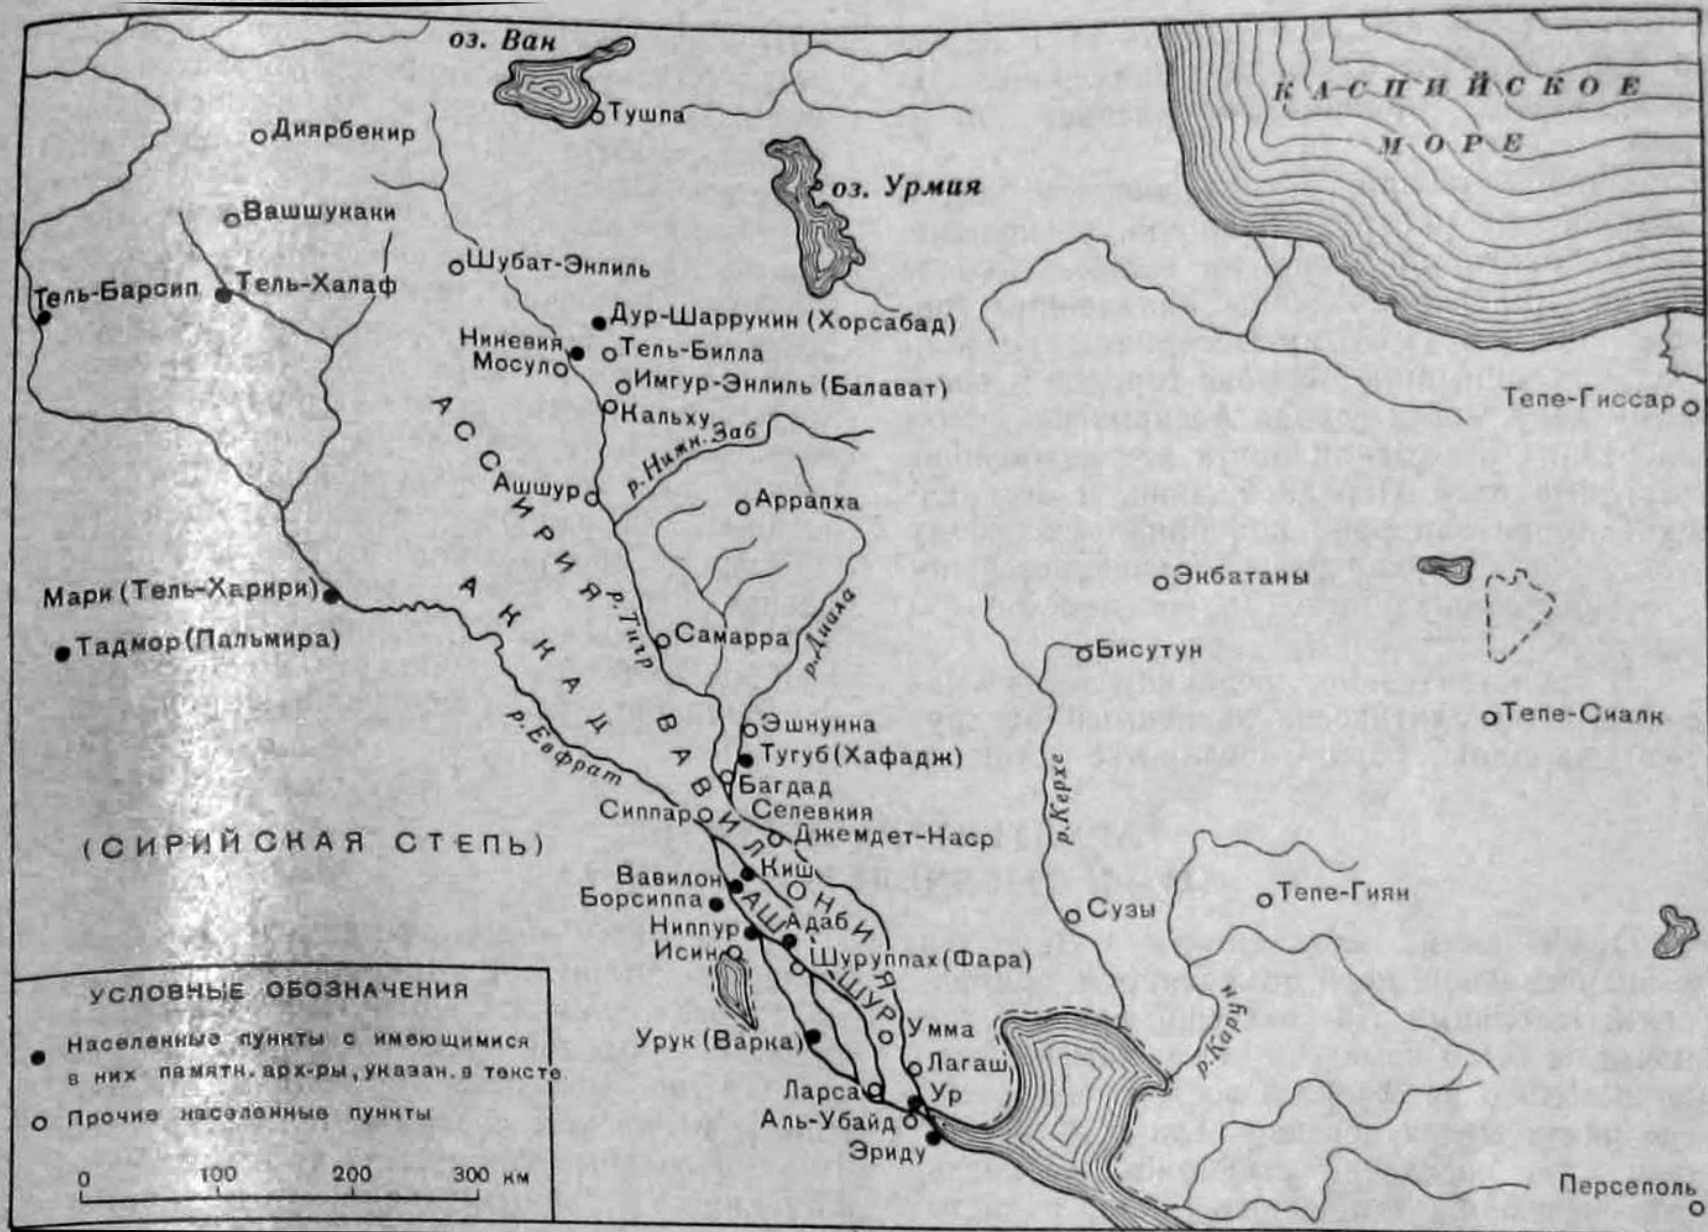 оз. Ван
Тушпа
КАСПИЙСКОЕ
МОРЕ
Диярбекир
оз. Урмия
Вашшукаки
Шубат-Энлиль
Тель-Барсип
Тель-Халаф
Дур-Шаррукин (Хорсабад)
Ниневия
Тель-Билла
Мосул
Имгур-Энлиль (Балават)
Кальху
Тепе-Гиссар
АССИРИЯ
р. Нижн. Заб
Ашшур
Аррапха
Экбатаны
Мари (Тель-Харири)
АККАД
р. Тигр
Самарра
р. Диала
Бисутун
Тадмор (Пальмира)
р. Евфрат
ВАВИЛОНИЯ
Эшнунна
Тепе-Сиалк
Тугуб (Хафадж)
Багдад
р. Керхе
Сиппар
Селевкия
Джемдет-Наср
(СИРИЙСКАЯ СТЕПЬ)
Киш
Вавилон
Борсиппа
Тепе-Гиян
Сузы
АШ-ШУР
Адаб
Ниппур
Исин
Шуруппах (Фара)
р. Кару н
Умма
Урук (Варка)
Лагаш
Ларса
Ур
Аль-Убайд
Эриду
Персеполь
УСЛОВНЫЕ ОБОЗНАЧЕНИЯ
Населенные пункты с имеющимися
в них памятн. арх-ры, указан. в тексте
Прочие населенные пункты
0 100 200 300 км